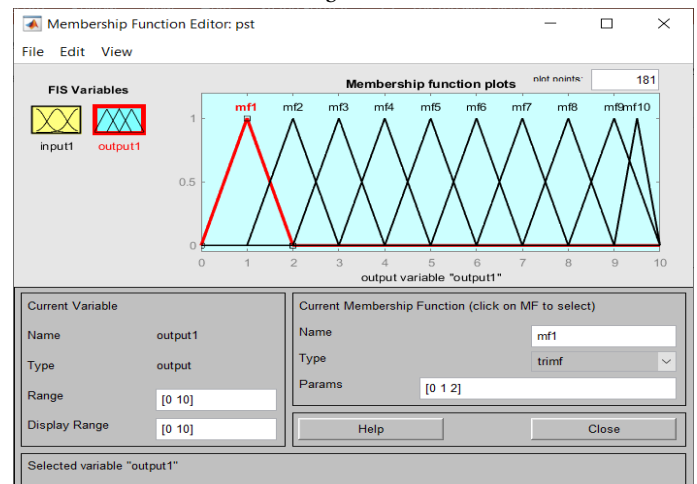 Membership Function Editor: pst
File Edit View
FIS Variables
input1 output1
Membership function plots plot points: 181
mf1 mf2 mf3 mf4 mf5 mf6 mf7 mf8 mf9 mf10
1
0.5
0
0 1 2 3 4 5 6 7 8 9 10
output variable "output1"
Current Variable
Name output1
Type output
Range [0 10]
Display Range [0 10]
Current Membership Function (click on MF to select)
Name mf1
Type trimf
Params [0 1 2]
Help Close
Selected variable "output1"